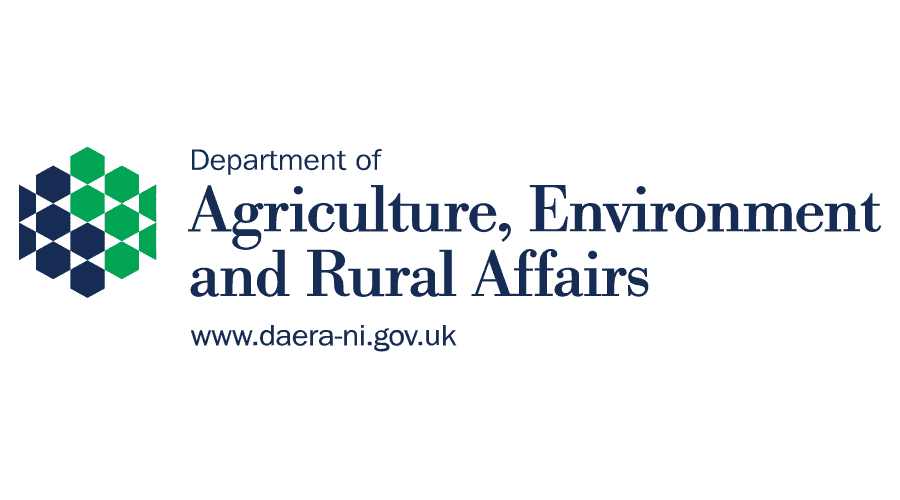 Department of
Agriculture, Environment
and Rural Affairs
www.daera-ni.gov.uk